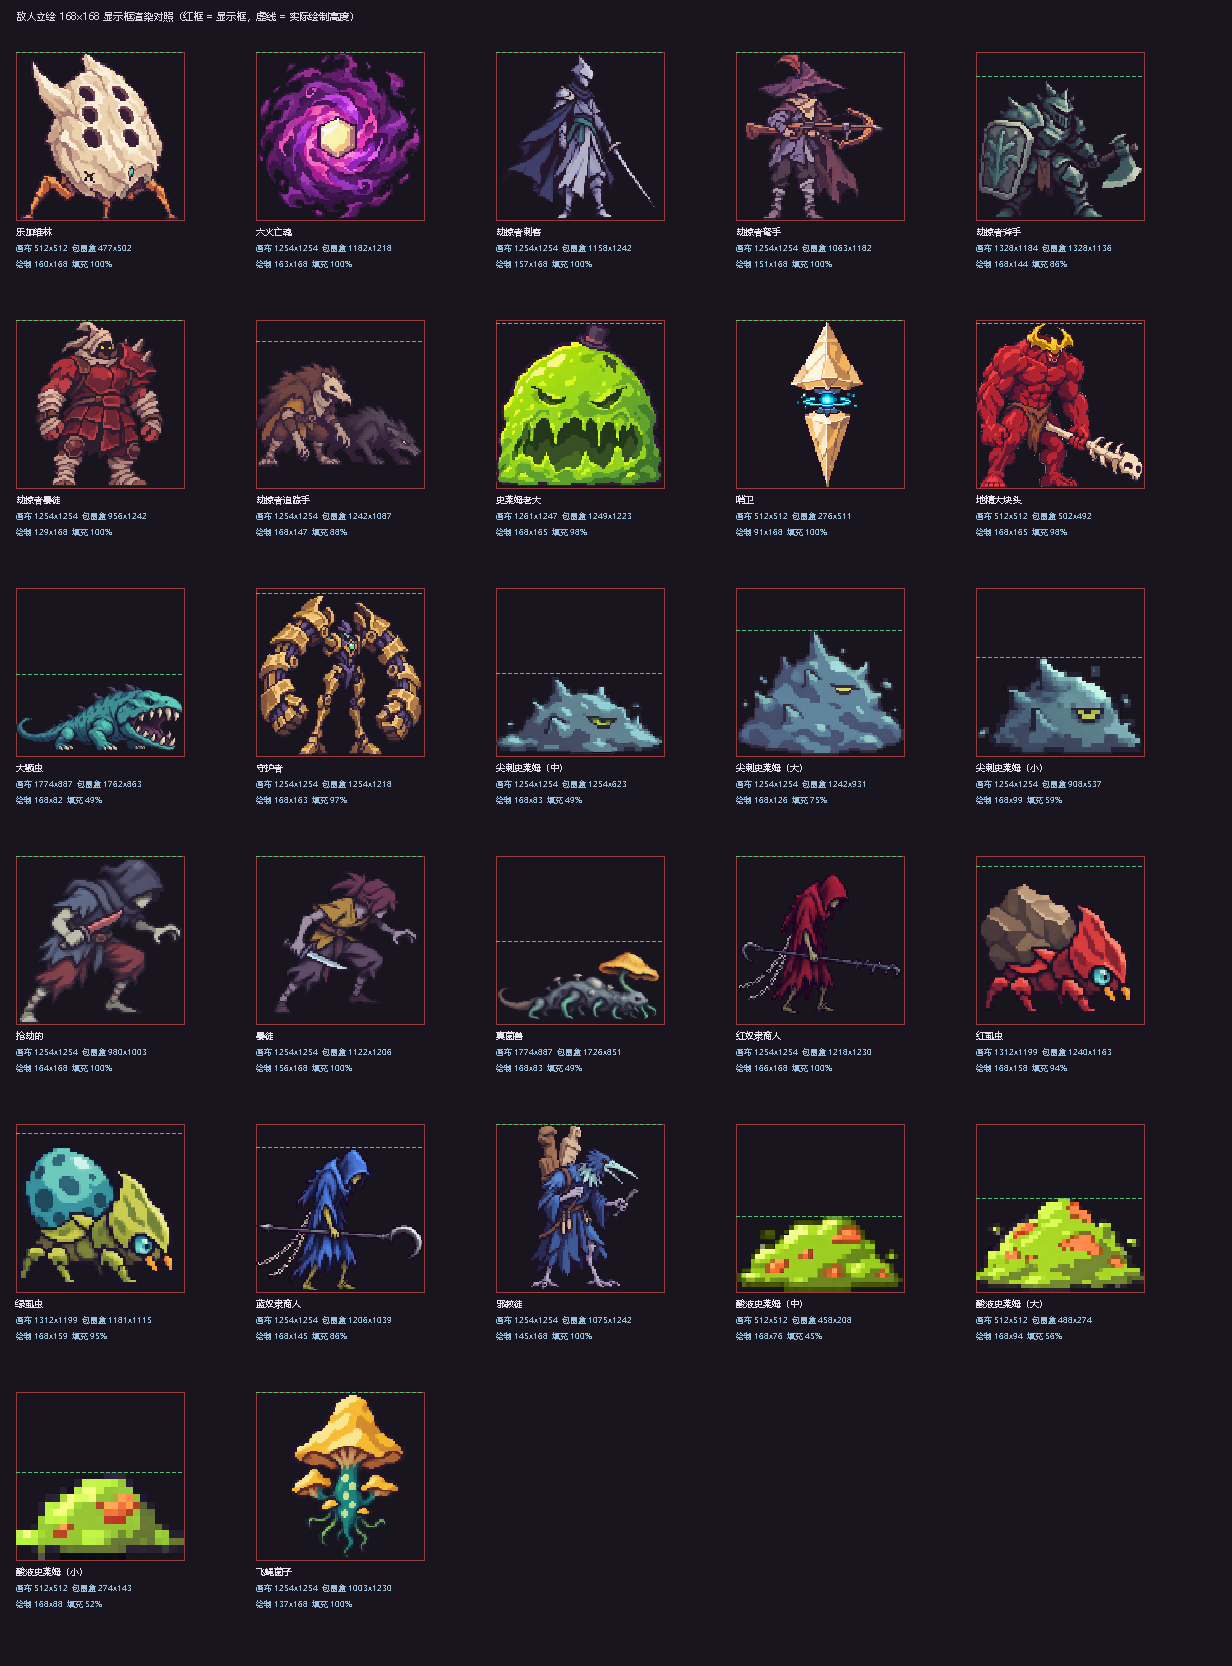 敌人立绘 168x168 显示框渲染对照（红框 = 显示框，虚线 = 实际绘制高度）
乐加维林
画布 512x512 包围盒 477x502
绘制 160x168 填充 100%
六火亡魂
画布 1254x1254 包围盒 1182x1218
绘制 163x168 填充 100%
劫掠者刺客
画布 1254x1254 包围盒 1158x1242
绘制 157x168 填充 100%
劫掠者弩手
画布 1254x1254 包围盒 1063x1182
绘制 151x168 填充 100%
劫掠者斧手
画布 1328x1184 包围盒 1328x1136
绘制 168x144 填充 86%
劫掠者暴徒
画布 1254x1254 包围盒 956x1242
绘制 129x168 填充 100%
劫掠者追踪手
画布 1254x1254 包围盒 1242x1087
绘制 168x147 填充 88%
史莱姆老大
画布 1261x1247 包围盒 1249x1223
绘制 168x165 填充 98%
哨卫
画布 512x512 包围盒 276x511
绘制 91x168 填充 100%
地精大块头
画布 512x512 包围盒 502x492
绘制 168x165 填充 98%
大颚虫
画布 1774x887 包围盒 1762x863
绘制 168x82 填充 49%
守护者
画布 1254x1254 包围盒 1254x1218
绘制 168x163 填充 97%
尖刺史莱姆（中）
画布 1254x1254 包围盒 1254x623
绘制 168x83 填充 49%
尖刺史莱姆（大）
画布 1254x1254 包围盒 1242x931
绘制 168x126 填充 75%
尖刺史莱姆（小）
画布 1254x1254 包围盒 908x537
绘制 168x99 填充 59%
抢劫的
画布 1254x1254 包围盒 980x1003
绘制 164x168 填充 100%
暴徒
画布 1254x1254 包围盒 1122x1206
绘制 156x168 填充 100%
真菌兽
画布 1774x887 包围盒 1726x851
绘制 168x83 填充 49%
红奴隶商人
画布 1254x1254 包围盒 1218x1230
绘制 166x168 填充 100%
红虱虫
画布 1312x1199 包围盒 1240x1163
绘制 168x158 填充 94%
绿虱虫
画布 1312x1199 包围盒 1181x1115
绘制 168x159 填充 95%
蓝奴隶商人
画布 1254x1254 包围盒 1206x1039
绘制 168x145 填充 86%
邪教徒
画布 1254x1254 包围盒 1075x1242
绘制 145x168 填充 100%
酸液史莱姆（中）
画布 512x512 包围盒 458x208
绘制 168x76 填充 45%
酸液史莱姆（大）
画布 512x512 包围盒 488x274
绘制 168x94 填充 56%
酸液史莱姆（小）
画布 512x512 包围盒 274x143
绘制 168x88 填充 52%
飞蝇菌子
画布 1254x1254 包围盒 1003x1230
绘制 137x168 填充 100%